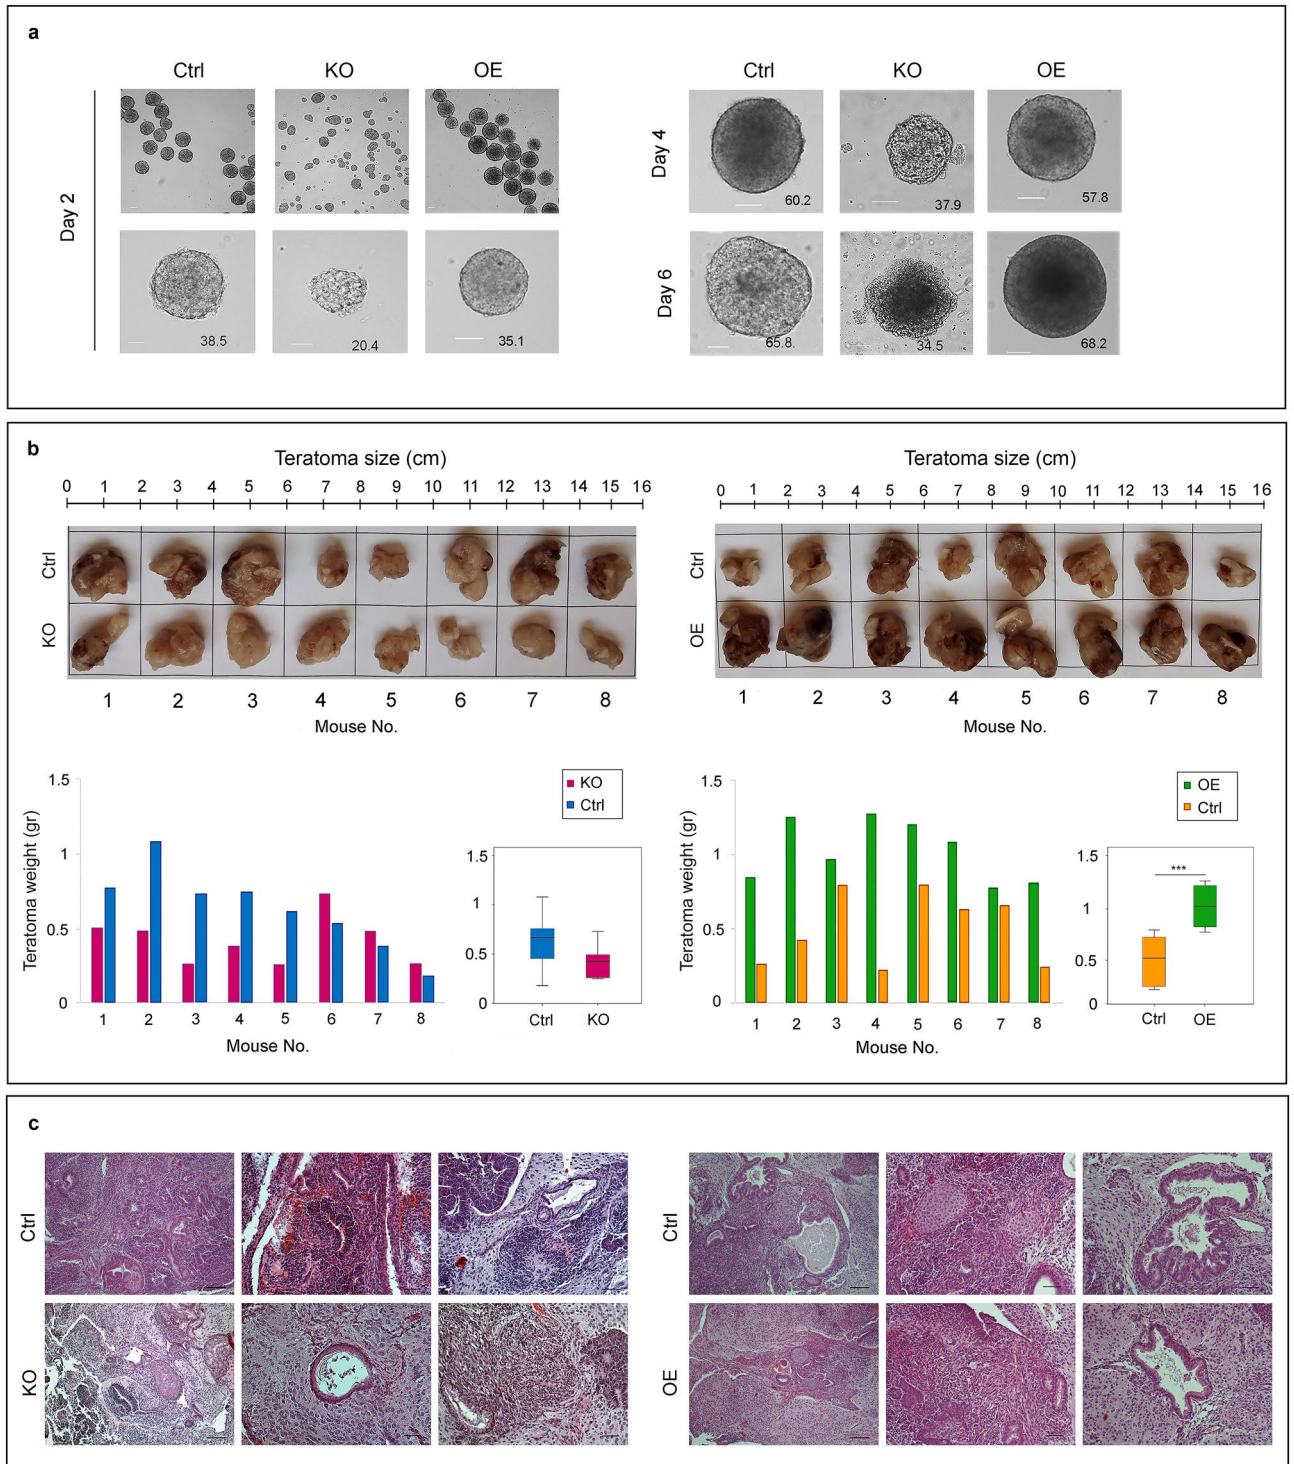 a
Ctrl KO OE
Day 2
38.5 20.4 35.1
Ctrl KO OE
Day 4
60.2 37.9 57.8
Day 6
65.8 34.5 68.2
b
Teratoma size (cm)
0 1 2 3 4 5 6 7 8 9 10 11 12 13 14 15 16
Ctrl
KO
1 2 3 4 5 6 7 8
Mouse No.
Teratoma size (cm)
0 1 2 3 4 5 6 7 8 9 10 11 12 13 14 15 16
Ctrl
OE
1 2 3 4 5 6 7 8
Mouse No.
Teratoma weight (gr)
1.5
1
0.5
0
1 2 3 4 5 6 7 8
Mouse No.
KO
Ctrl
1.5
1
0.5
0
Ctrl KO
Teratoma weight (gr)
1.5
1
0.5
0
1 2 3 4 5 6 7 8
Mouse No.
OE
Ctrl
1.5
1
0.5
0
***
Ctrl OE
c
Ctrl
KO
Ctrl
OE